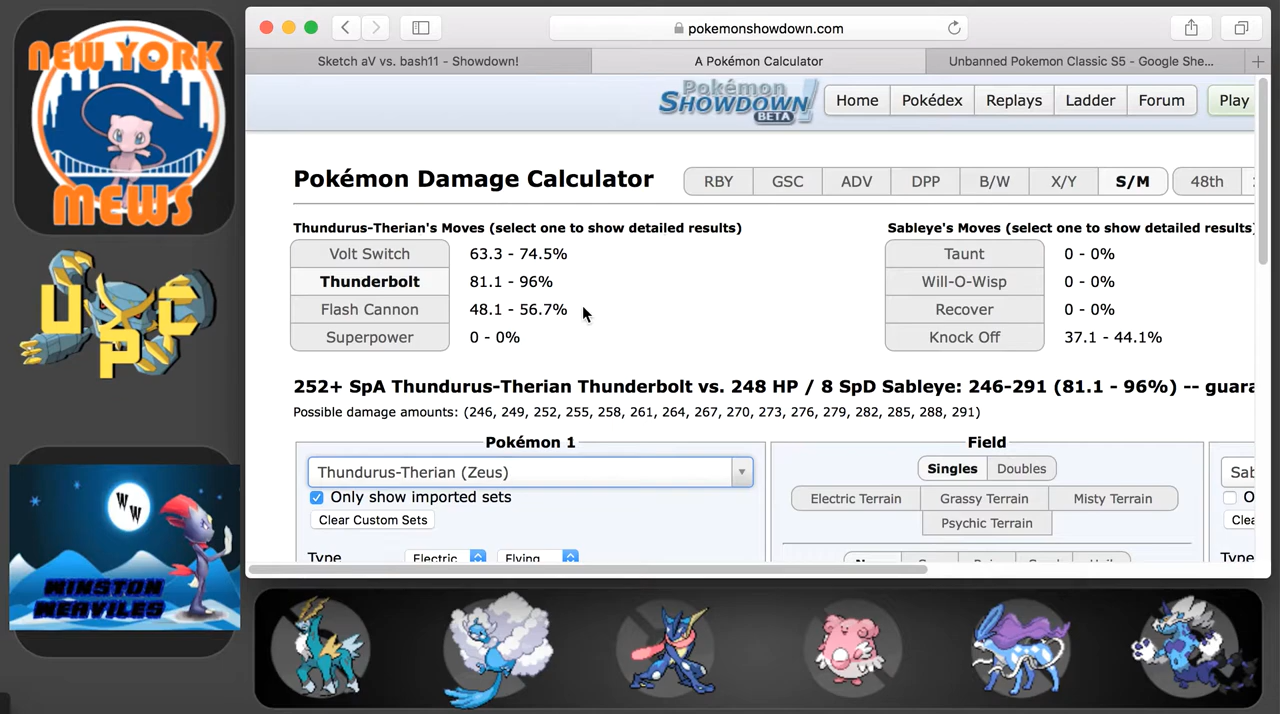 NEW YORK
MEWS
UPC
WW
WINSTON
WEAVILES
pokemonshowdown.com
Sketch aV vs. bash11 - Showdown!
A Pokémon Calculator
Unbanned Pokemon Classic S5 - Google She...
Pokémon
SHOWDOWN!
BETA
Home
Pokédex
Replays
Ladder
Forum
Play
Pokémon Damage Calculator
RBY
GSC
ADV
DPP
B/W
X/Y
S/M
48th
Thundurus-Therian's Moves (select one to show detailed results)
Volt Switch 63.3 - 74.5%
Thunderbolt 81.1 - 96%
Flash Cannon 48.1 - 56.7%
Superpower 0 - 0%
Sableye's Moves (select one to show detailed results)
Taunt 0 - 0%
Will-O-Wisp 0 - 0%
Recover 0 - 0%
Knock Off 37.1 - 44.1%
252+ SpA Thundurus-Therian Thunderbolt vs. 248 HP / 8 SpD Sableye: 246-291 (81.1 - 96%) -- guara
Possible damage amounts: (246, 249, 252, 255, 258, 261, 264, 267, 270, 273, 276, 279, 282, 285, 288, 291)
Pokémon 1
Thundurus-Therian (Zeus)
Only show imported sets
Clear Custom Sets
Type Electric Flying
Field
Singles
Doubles
Electric Terrain
Grassy Terrain
Misty Terrain
Psychic Terrain
Sab
O
Clea
Type